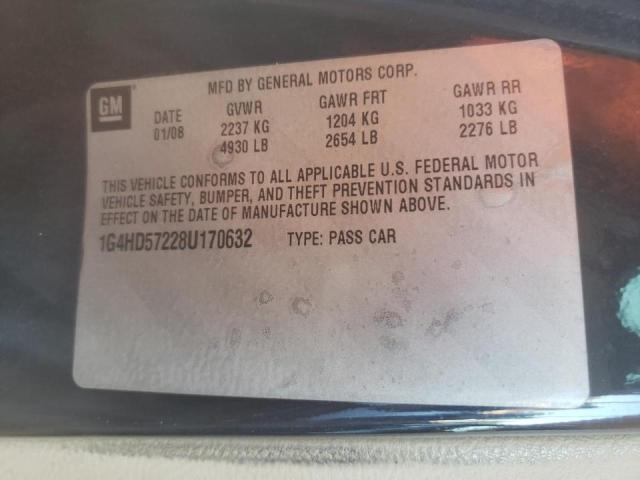 MFD BY GENERAL MOTORS CORP.
GM
DATE GVWR GAWR FRT GAWR RR
01/08 2237 KG 1204 KG 1033 KG
4930 LB 2654 LB 2276 LB
THIS VEHICLE CONFORMS TO ALL APPLICABLE U.S. FEDERAL MOTOR
VEHICLE SAFETY, BUMPER, AND THEFT PREVENTION STANDARDS IN
EFFECT ON THE DATE OF MANUFACTURE SHOWN ABOVE.
1G4HD57228U170632 TYPE: PASS CAR